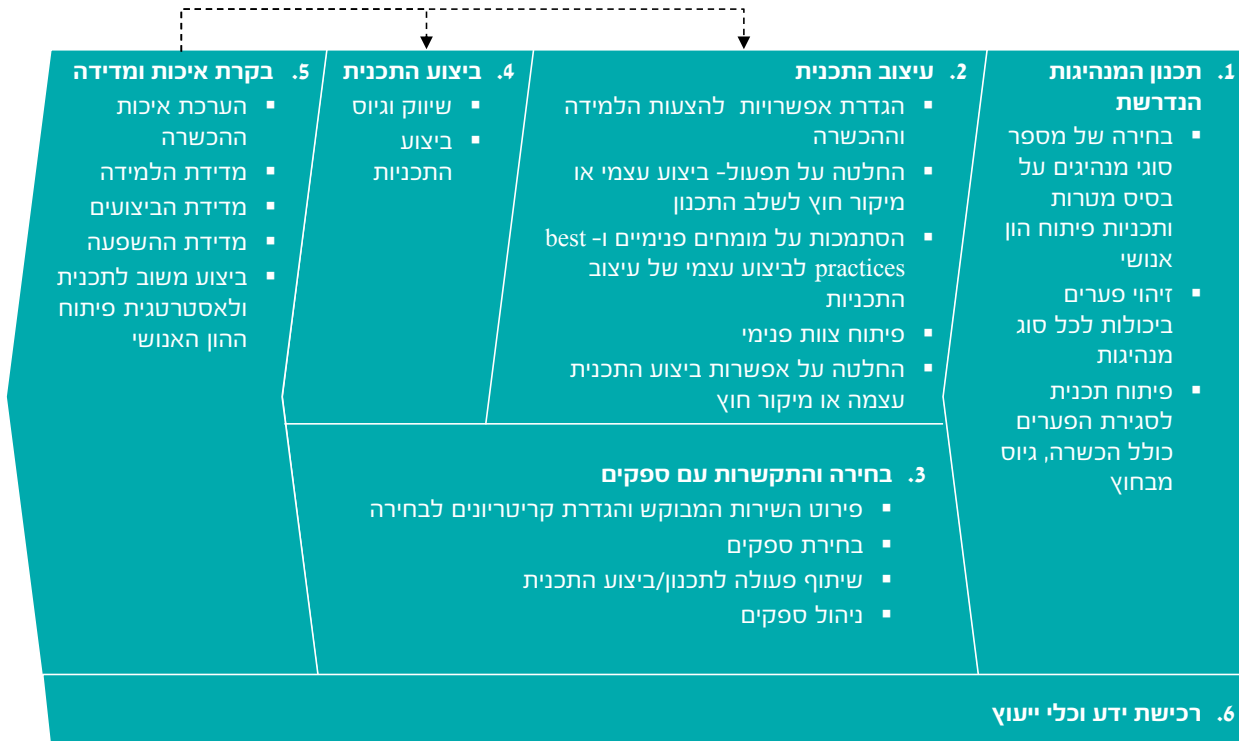 1. תכנון המנהיגות
הנדרשת
▪ בחירה של מספר
סוגי מנהיגים על
בסיס מטרות
ותכניות פיתוח הון
אנושי
▪ זיהוי פערים
ביכולות לכל סוג
מנהיגות
▪ פיתוח תכנית
לסגירת הפערים
כולל הכשרה, גיוס
מבחוץ
2. עיצוב התכנית
▪ הגדרת אפשרויות להצעות הלמידה
וההכשרה
▪ החלטה על תפעול- ביצוע עצמי או
מיקור חוץ לשלב התכנון
▪ הסתמכות על מומחים פנימיים ו- best
practices לביצוע עצמי של עיצוב
התכניות
▪ פיתוח צוות פנימי
▪ החלטה על אפשרות ביצוע התכנית
עצמה או מיקור חוץ
3. בחירה והתקשרות עם ספקים
▪ פירוט השירות המבוקש והגדרת קריטריונים לבחירה
▪ בחירת ספקים
▪ שיתוף פעולה לתכנון/ביצוע התכנית
▪ ניהול ספקים
4. ביצוע התכנית
▪ שיווק וגיוס
▪ ביצוע
התכניות
5. בקרת איכות ומדידה
▪ הערכת איכות
ההכשרה
▪ מדידת הלמידה
▪ מדידת הביצועים
▪ מדידת ההשפעה
▪ ביצוע משוב לתכנית
ולאסטרטגית פיתוח
ההון האנושי
6. רכישת ידע וכלי ייעוץ